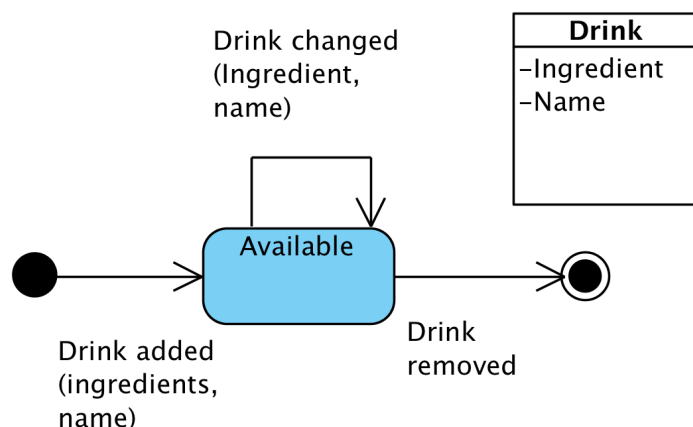 Drink changed
(Ingredient,
name)
Drink
-Ingredient
-Name
Available
Drink added
(ingredients,
name)
Drink
removed